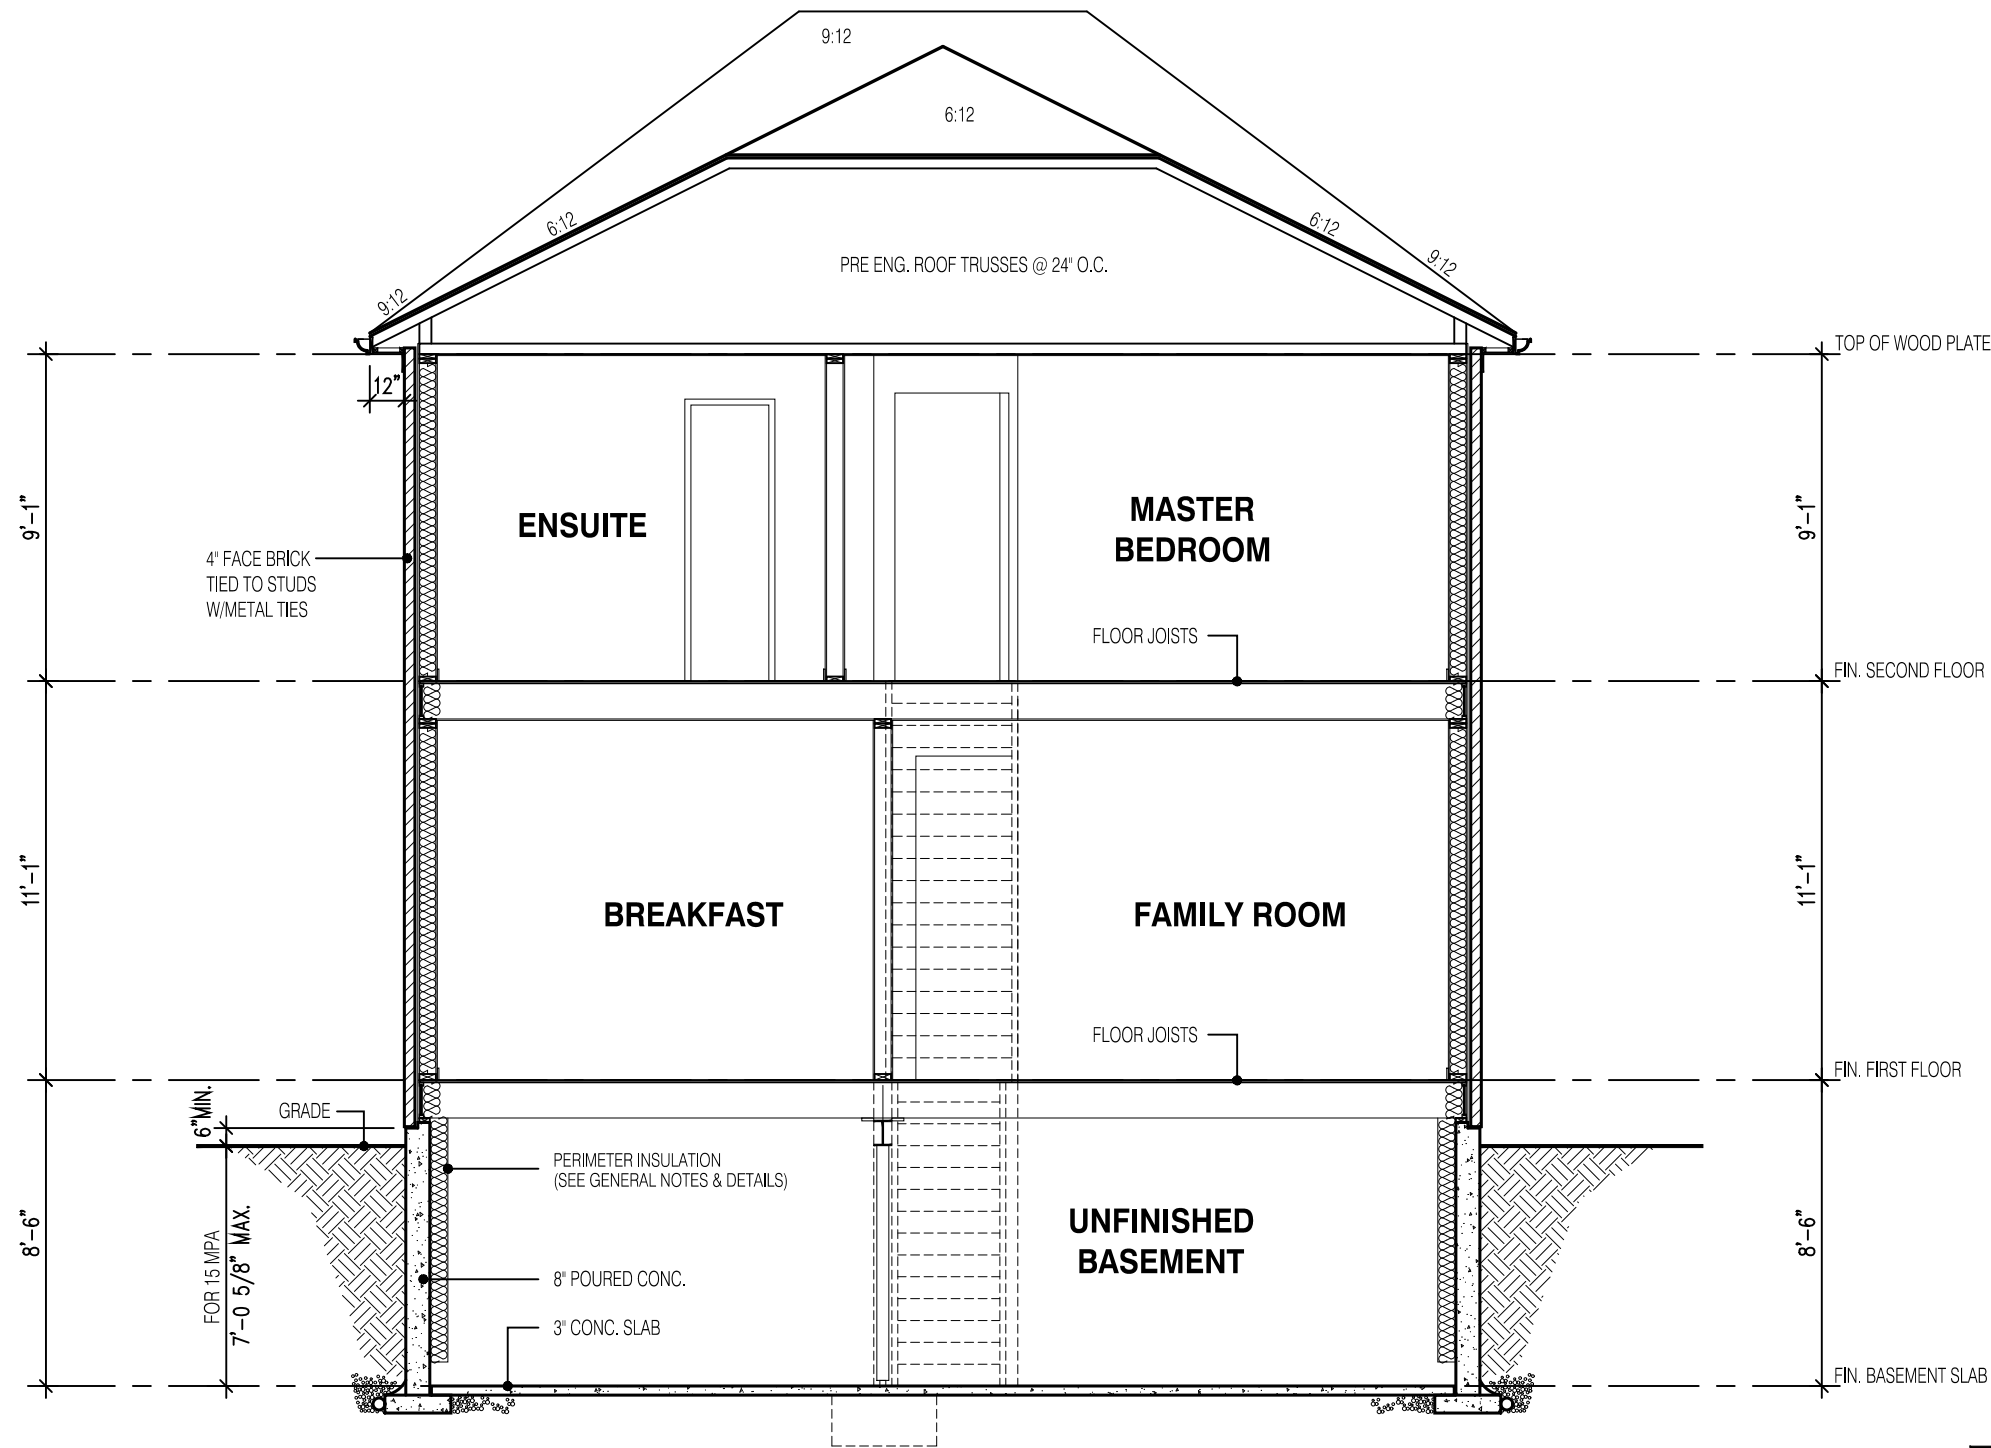 9:12
6:12
6:12
6:12
PRE ENG. ROOF TRUSSES @ 24" O.C.
9:12
9:12
TOP OF WOOD PLATE
12"
9'-1"
ENSUITE
MASTER
BEDROOM
9'-1"
4" FACE BRICK
TIED TO STUDS
W/METAL TIES
FLOOR JOISTS
FIN. SECOND FLOOR
11'-1"
BREAKFAST
FAMILY ROOM
11'-1"
FLOOR JOISTS
FIN. FIRST FLOOR
6"MIN.
GRADE
PERIMETER INSULATION
(SEE GENERAL NOTES & DETAILS)
8'-6"
FOR 15 MPA
7'-0 5/8" MAX.
UNFINISHED
BASEMENT
8'-6"
8" POURED CONC.
3" CONC. SLAB
FIN. BASEMENT SLAB